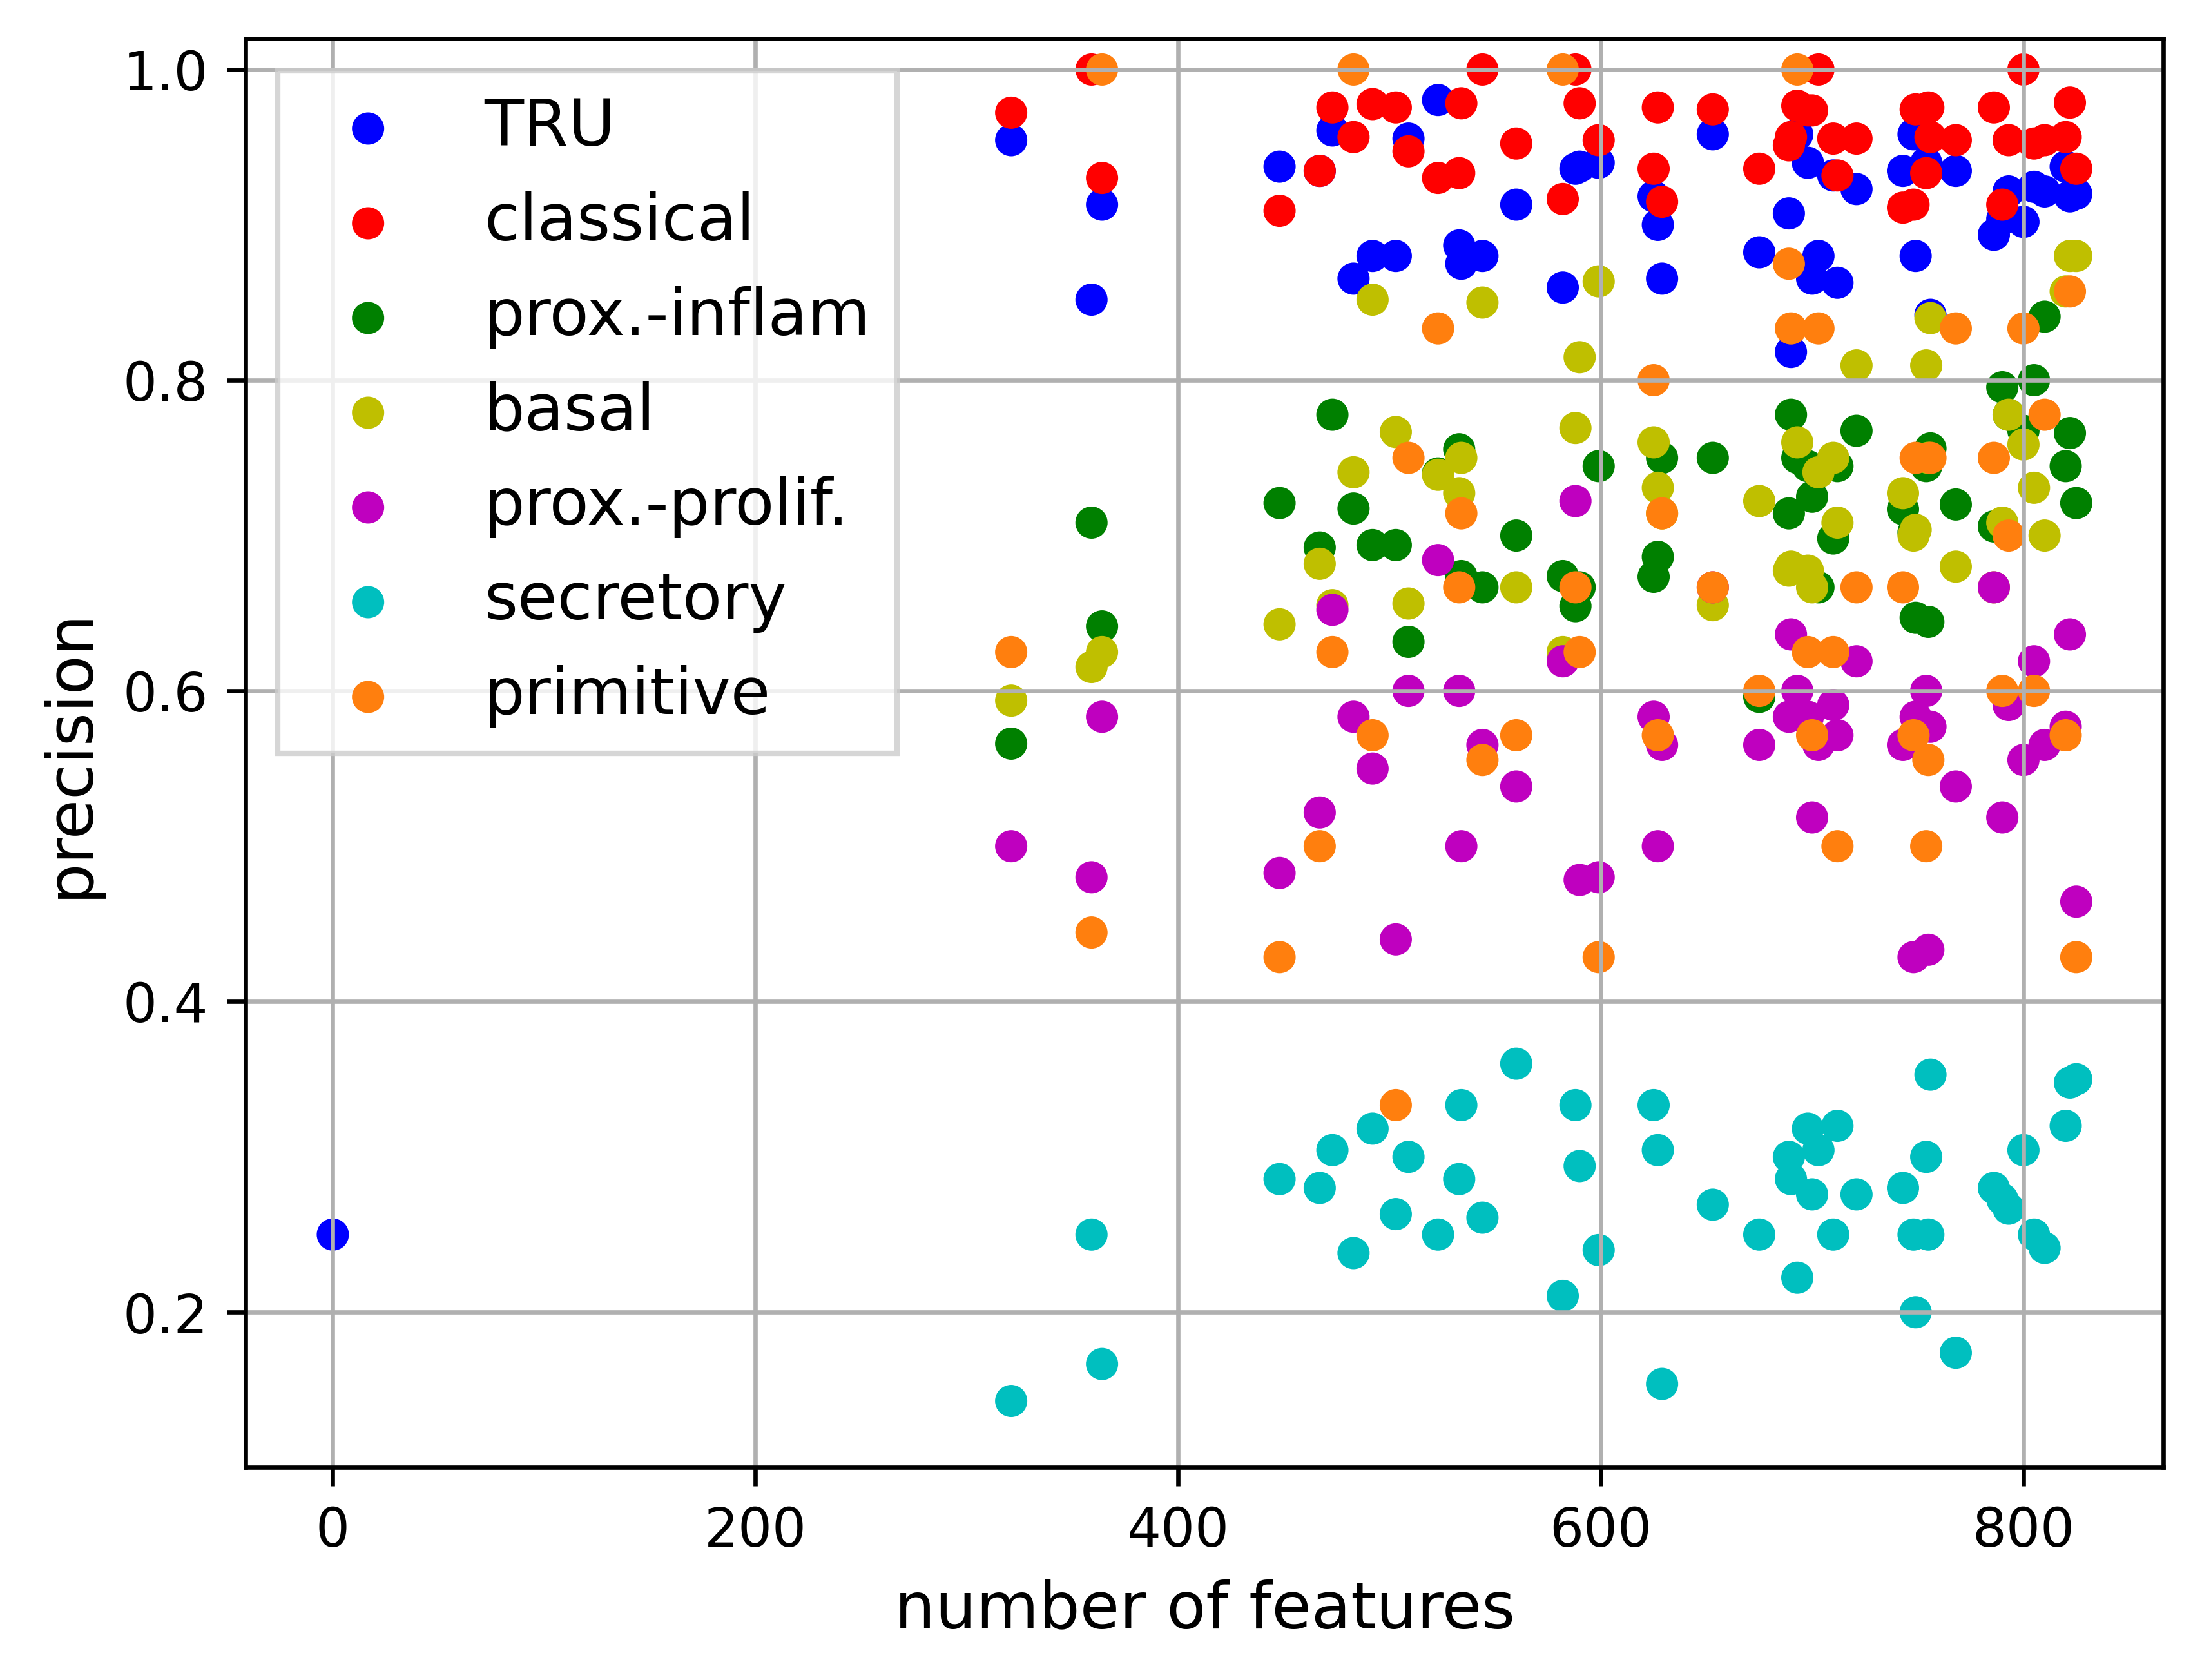 1.0
0.8
0.6
0.4
0.2
precision
TRU
classical
prox.-inflam
basal
prox.-prolif.
secretory
primitive
0 200 400 600 800
number of features